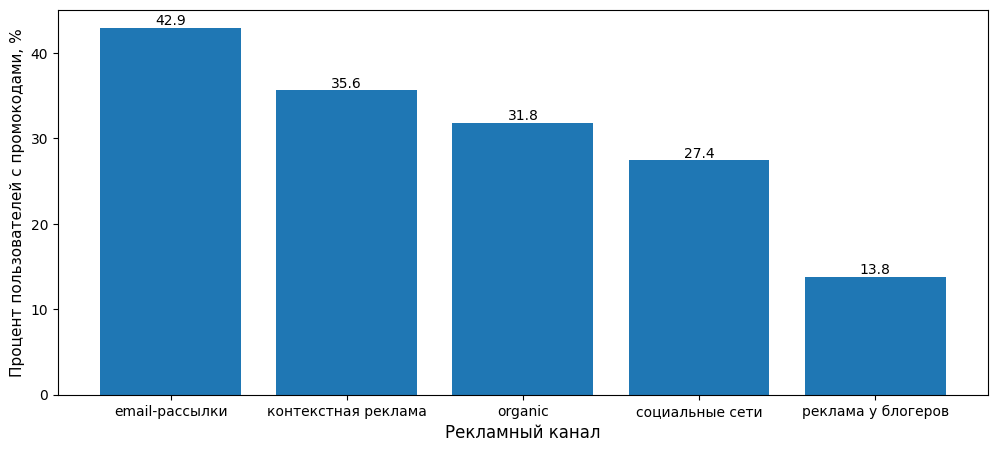 Процент пользователей с промокодами, %
40
30
20
10
0
42.9
35.6
31.8
27.4
13.8
email-рассылки
контекстная реклама
organic
социальные сети
реклама у блогеров
Рекламный канал